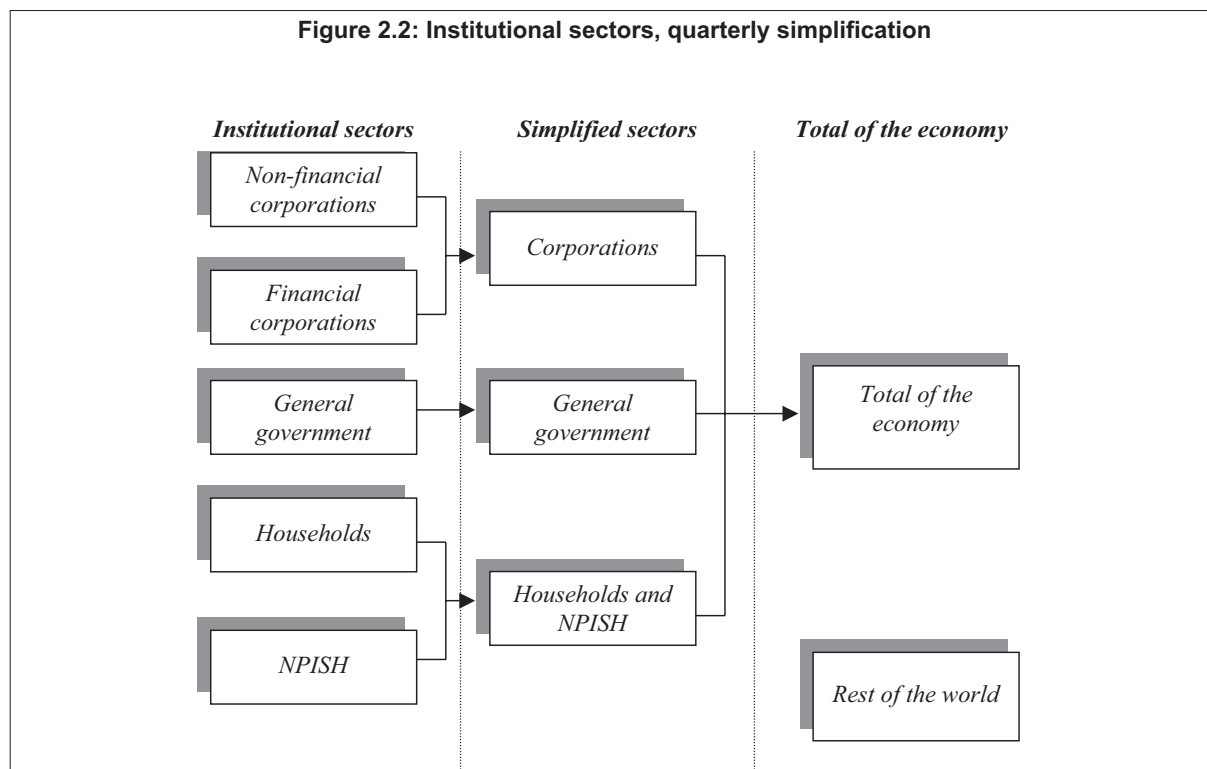 Figure 2.2: Institutional sectors, quarterly simplification
Institutional sectors
Simplified sectors
Total of the economy
Non-financial
corporations
Financial
corporations
General
government
Households
NPISH
Corporations
General
government
Households and
NPISH
Total of the
economy
Rest of the world